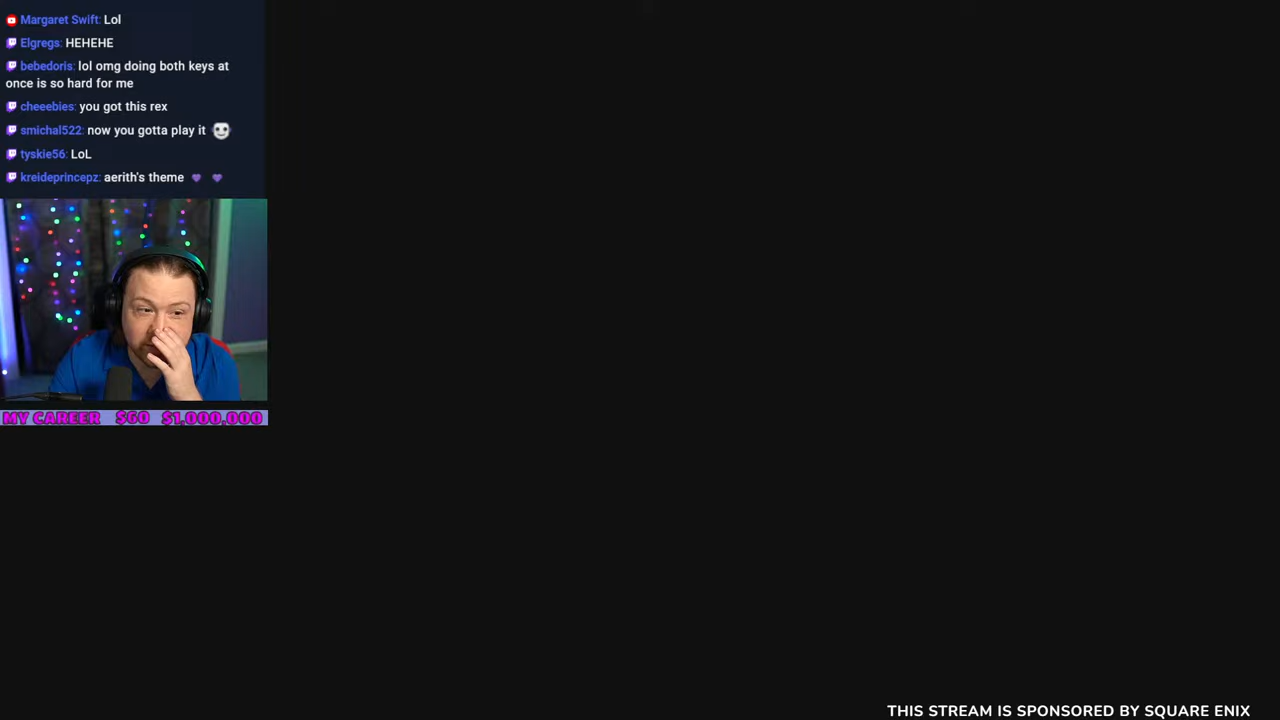 Margaret Swift: Lol
Elgregs: HEHEHE
bebedoris: lol omg doing both keys at
once is so hard for me
cheeebies: you got this rex
smichal522: now you gotta play it
tyskie56: LoL
kreideprincepz: aerith's theme
MY CAREER $60 $1,000,000
THIS STREAM IS SPONSORED BY SQUARE ENIX